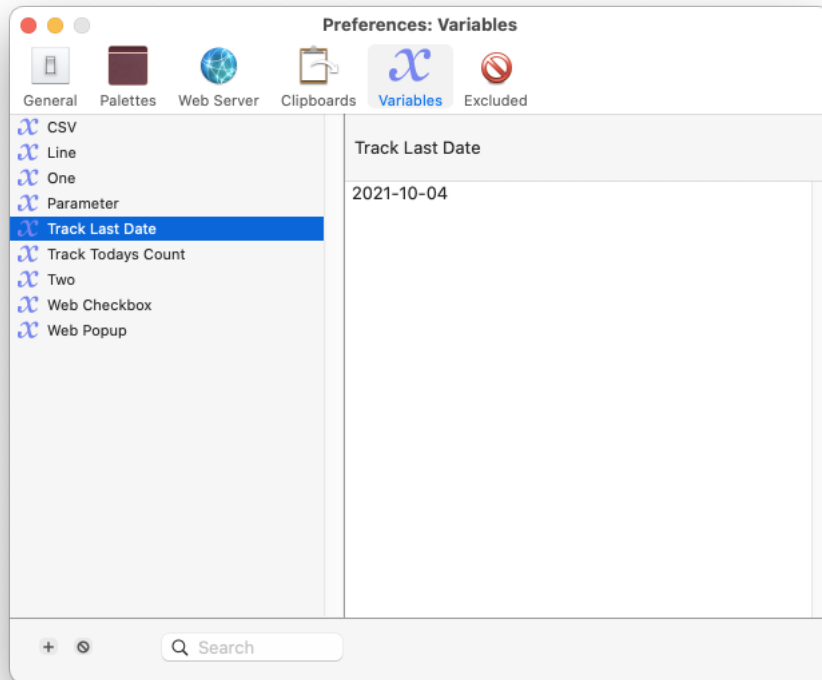 Preferences: Variables
General Palettes Web Server Clipboards Variables Excluded
CSV
Line
One
Parameter
Track Last Date
Track Todays Count
Two
Web Checkbox
Web Popup
Track Last Date
2021-10-04
Search